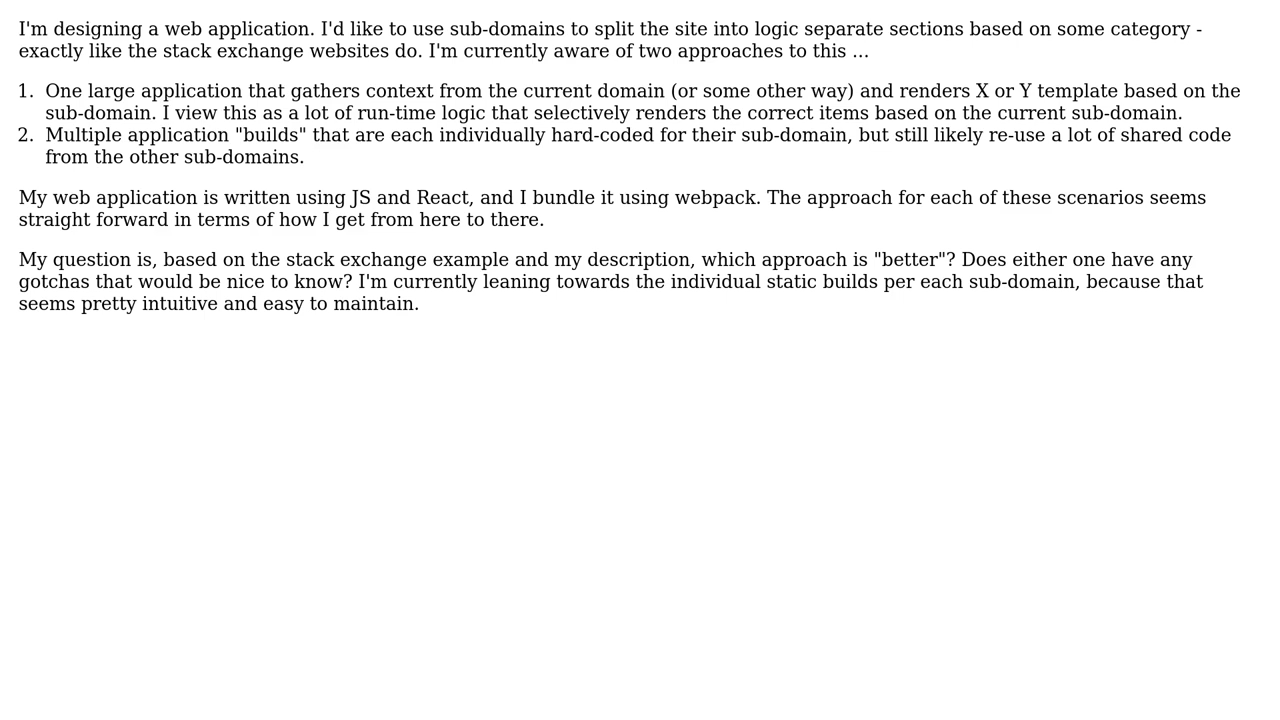 I'm designing a web application. I'd like to use sub-domains to split the site into logic separate sections based on some category -
exactly like the stack exchange websites do. I'm currently aware of two approaches to this ...
1. One large application that gathers context from the current domain (or some other way) and renders X or Y template based on the
sub-domain. I view this as a lot of run-time logic that selectively renders the correct items based on the current sub-domain.
2. Multiple application "builds" that are each individually hard-coded for their sub-domain, but still likely re-use a lot of shared code
from the other sub-domains.
My web application is written using JS and React, and I bundle it using webpack. The approach for each of these scenarios seems
straight forward in terms of how I get from here to there.
My question is, based on the stack exchange example and my description, which approach is "better"? Does either one have any
gotchas that would be nice to know? I'm currently leaning towards the individual static builds per each sub-domain, because that
seems pretty intuitive and easy to maintain.